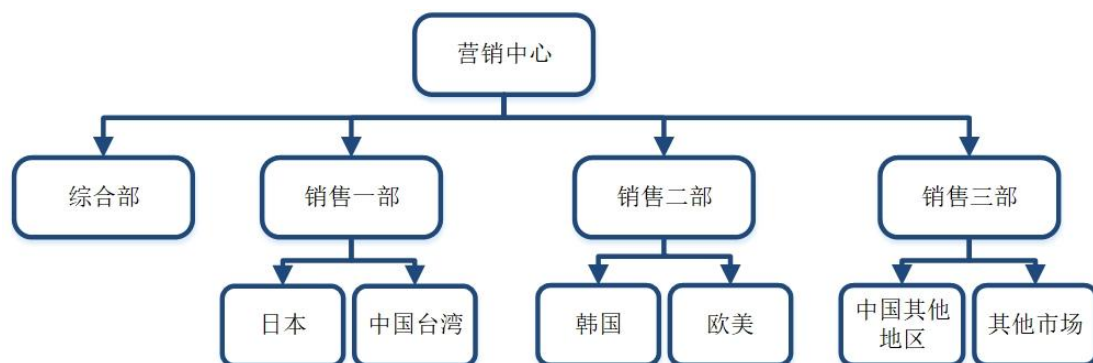 营销中心
综合部
销售一部
销售二部
销售三部
日本
中国台湾
韩国
欧美
中国其他
地区
其他市场